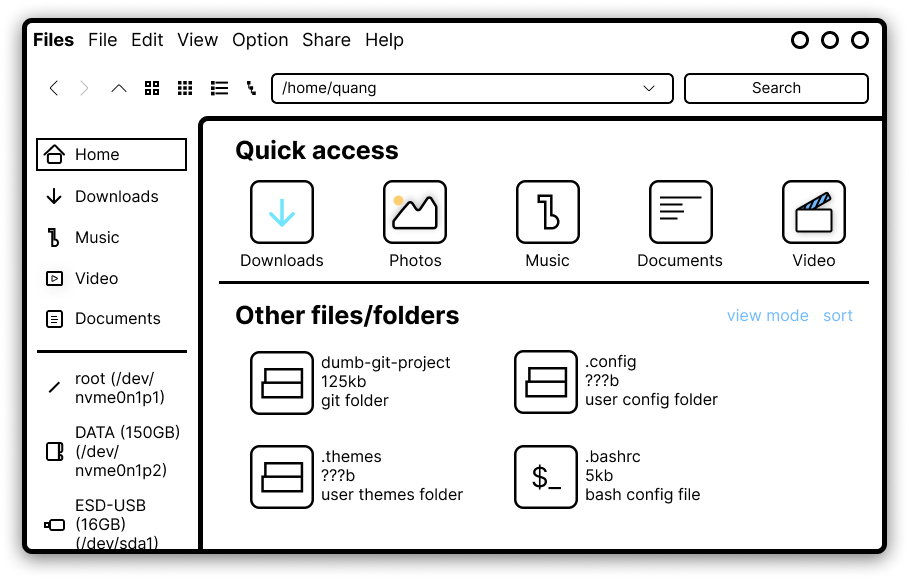 Files File Edit View Option Share Help
/home/quang
Search
Home
Downloads
Music
Video
Documents
root (/dev/
nvme0n1p1)
DATA (150GB)
(/dev/
nvme0n1p2)
ESD-USB
(16GB)
(/dev/sda1)
Quick access
Downloads
Photos
Music
Documents
Video
Other files/folders
view mode sort
dumb-git-project
125kb
git folder
.config
???b
user config folder
.themes
???b
user themes folder
$_
.bashrc
5kb
bash config file